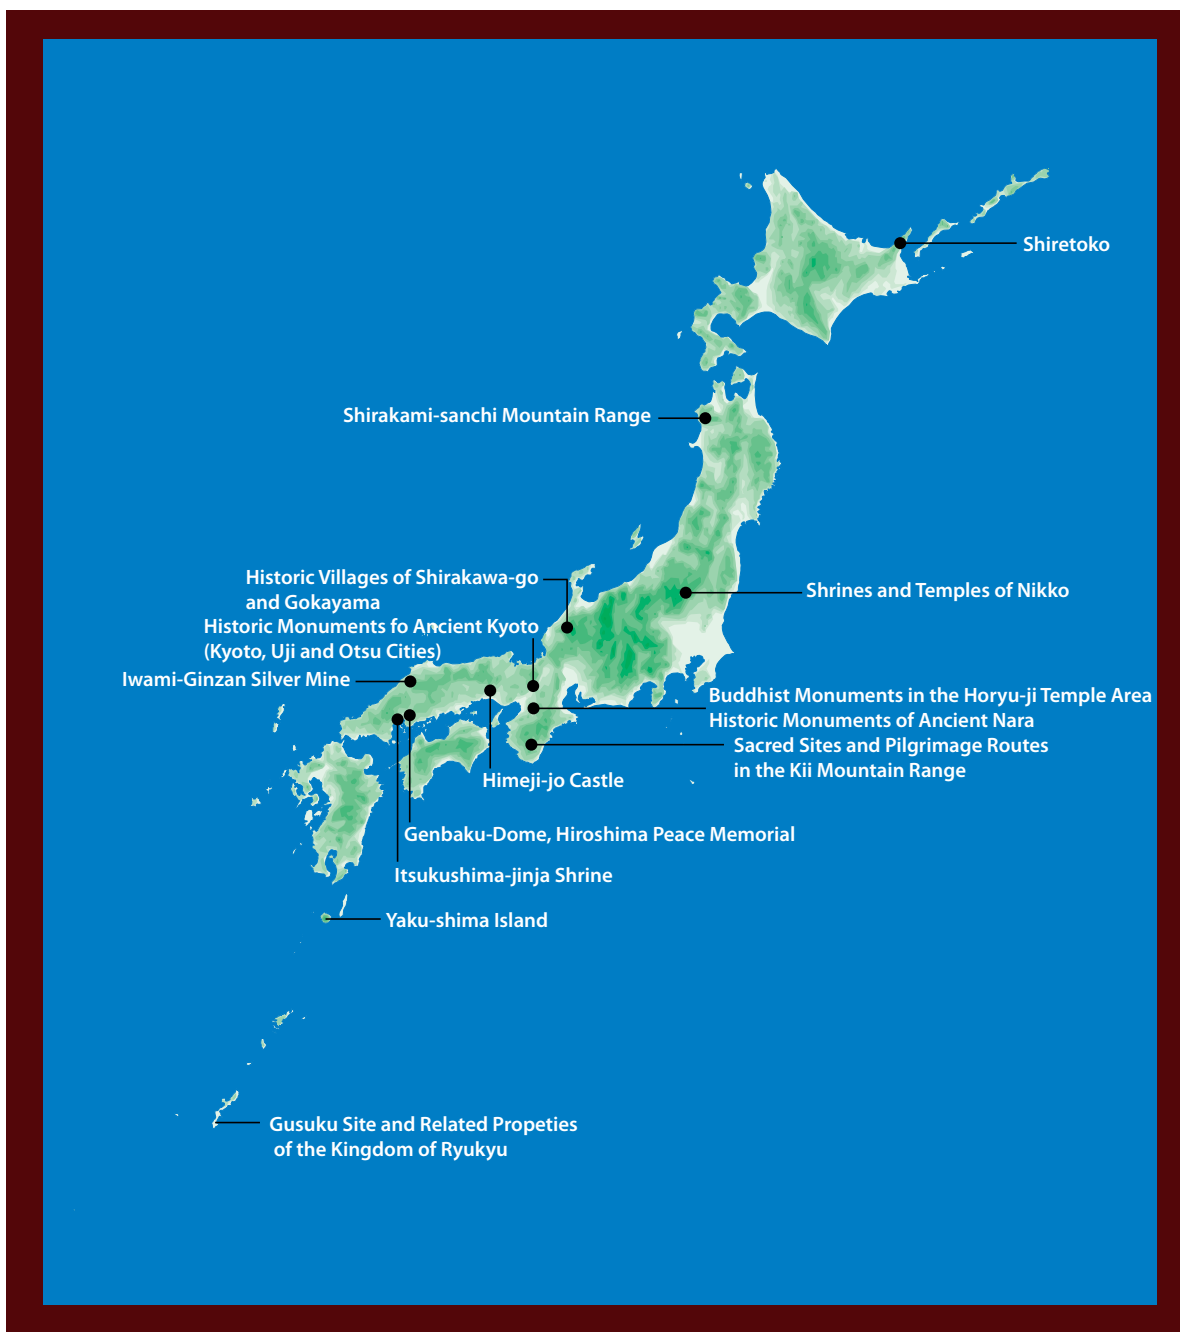 Shiretoko
Shirakami-sanchi Mountain Range
Historic Villages of Shirakawa-go
and Gokayama
Shrines and Temples of Nikko
Historic Monuments fo Ancient Kyoto
(Kyoto, Uji and Otsu Cities)
Iwami-Ginzan Silver Mine
Buddhist Monuments in the Horyu-ji Temple Area
Historic Monuments of Ancient Nara
Sacred Sites and Pilgrimage Routes
in the Kii Mountain Range
Himeji-jo Castle
Genbaku-Dome, Hiroshima Peace Memorial
Itsukushima-jinja Shrine
Yaku-shima Island
Gusuku Site and Related Propeties
of the Kingdom of Ryukyu